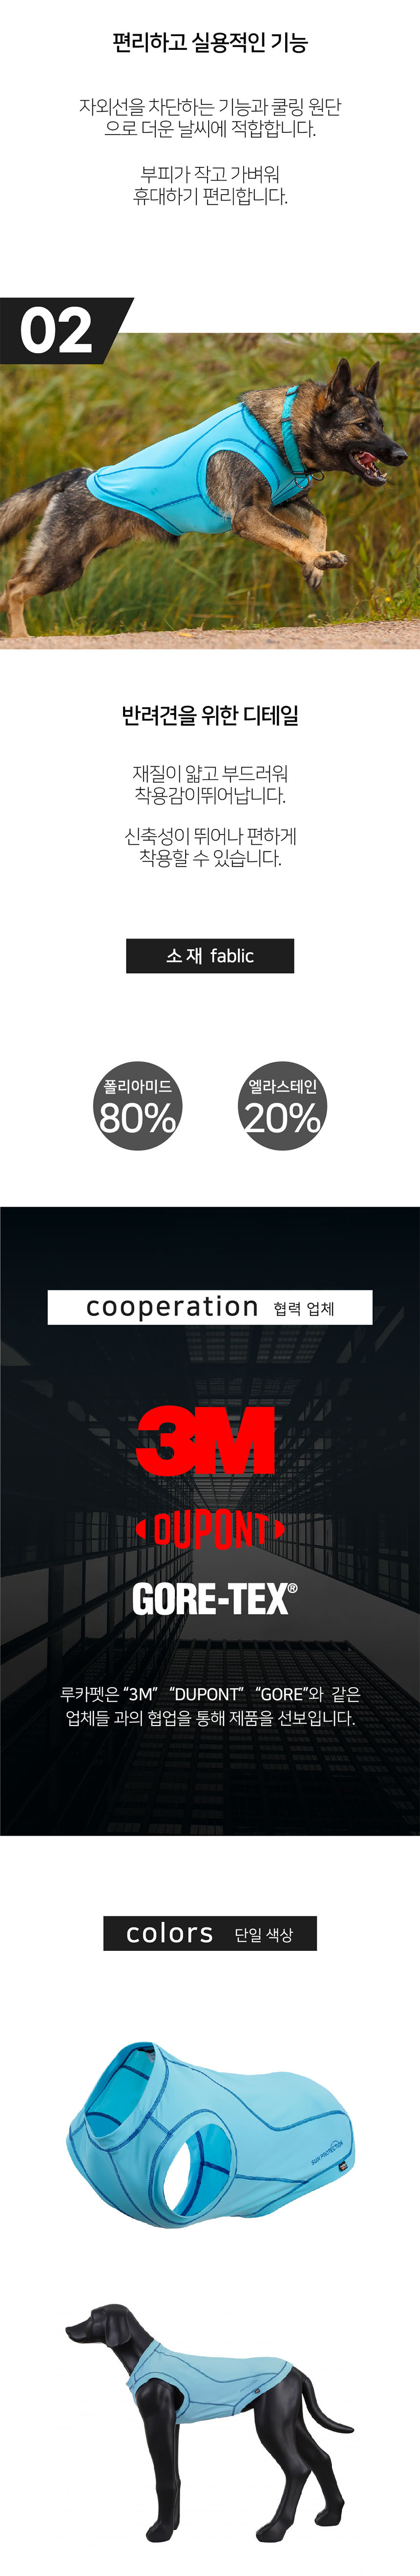 편리하고 실용적인 기능
자외선을 차단하는 기능과 쿨링 원단
으로 더운 날씨에 적합합니다.
부피가 작고 가벼워
휴대하기 편리합니다.
02
반려견을 위한 디테일
재질이 얇고 부드러워
착용감이뛰어납니다.
신축성이 뛰어나 편하게
착용할 수 있습니다.
소재 fablic
폴리아미드
80%
엘라스테인
20%
cooperation 협력 업체
3M
DUPONT
GORE-TEX®
루카펫은 “3M” “DUPONT” “GORE”와 같은
업체들 과의 협업을 통해 제품을 선보입니다.
colors 단일 색상
SUN PROTECTION